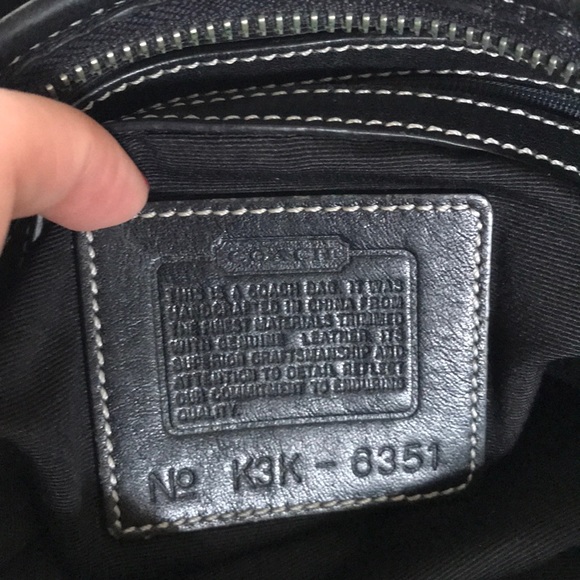 COACH
THIS IS A COACH BAG. IT WAS
HANDCRAFTED IN CHINA FROM
THE FINEST MATERIALS TRIMMED
WITH GENUINE LEATHER. ITS
SUPERIOR CRAFTSMANSHIP AND
ATTENTION TO DETAIL REFLECT
OUR COMMITMENT TO ENDURING
QUALITY.
No K3K - 6351